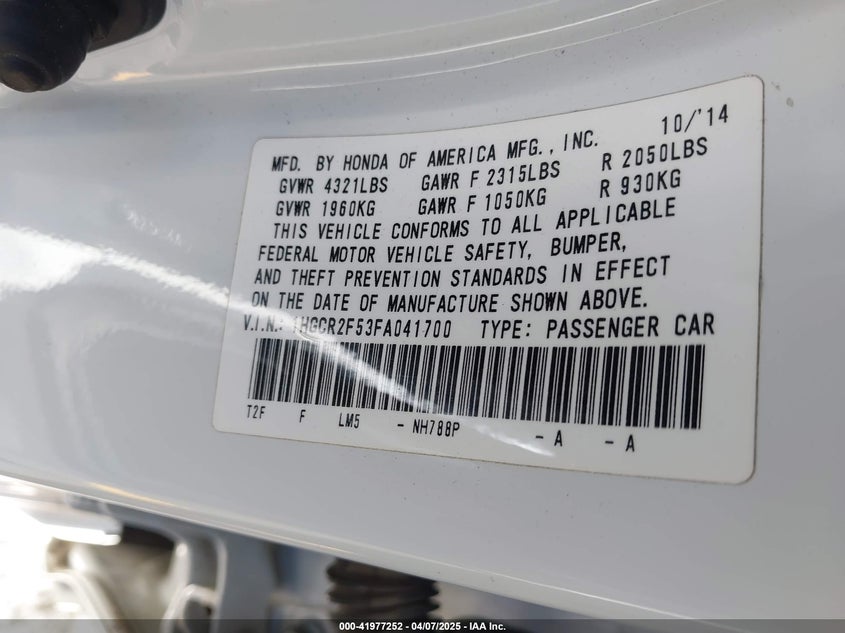 MFD. BY HONDA OF AMERICA MFG., INC. 10/'14
GVWR 4321LBS GAWR F 2315LBS R 2050LBS
GVWR 1960KG GAWR F 1050KG R 930KG
THIS VEHICLE CONFORMS TO ALL APPLICABLE
FEDERAL MOTOR VEHICLE SAFETY, BUMPER,
AND THEFT PREVENTION STANDARDS IN EFFECT
ON THE DATE OF MANUFACTURE SHOWN ABOVE.
V.I.N.: 1HGCR2F53FA041700 TYPE: PASSENGER CAR
T2F F LM5 - NH788P - A - A
000-41977252 - 04/07/2025 - IAA Inc.